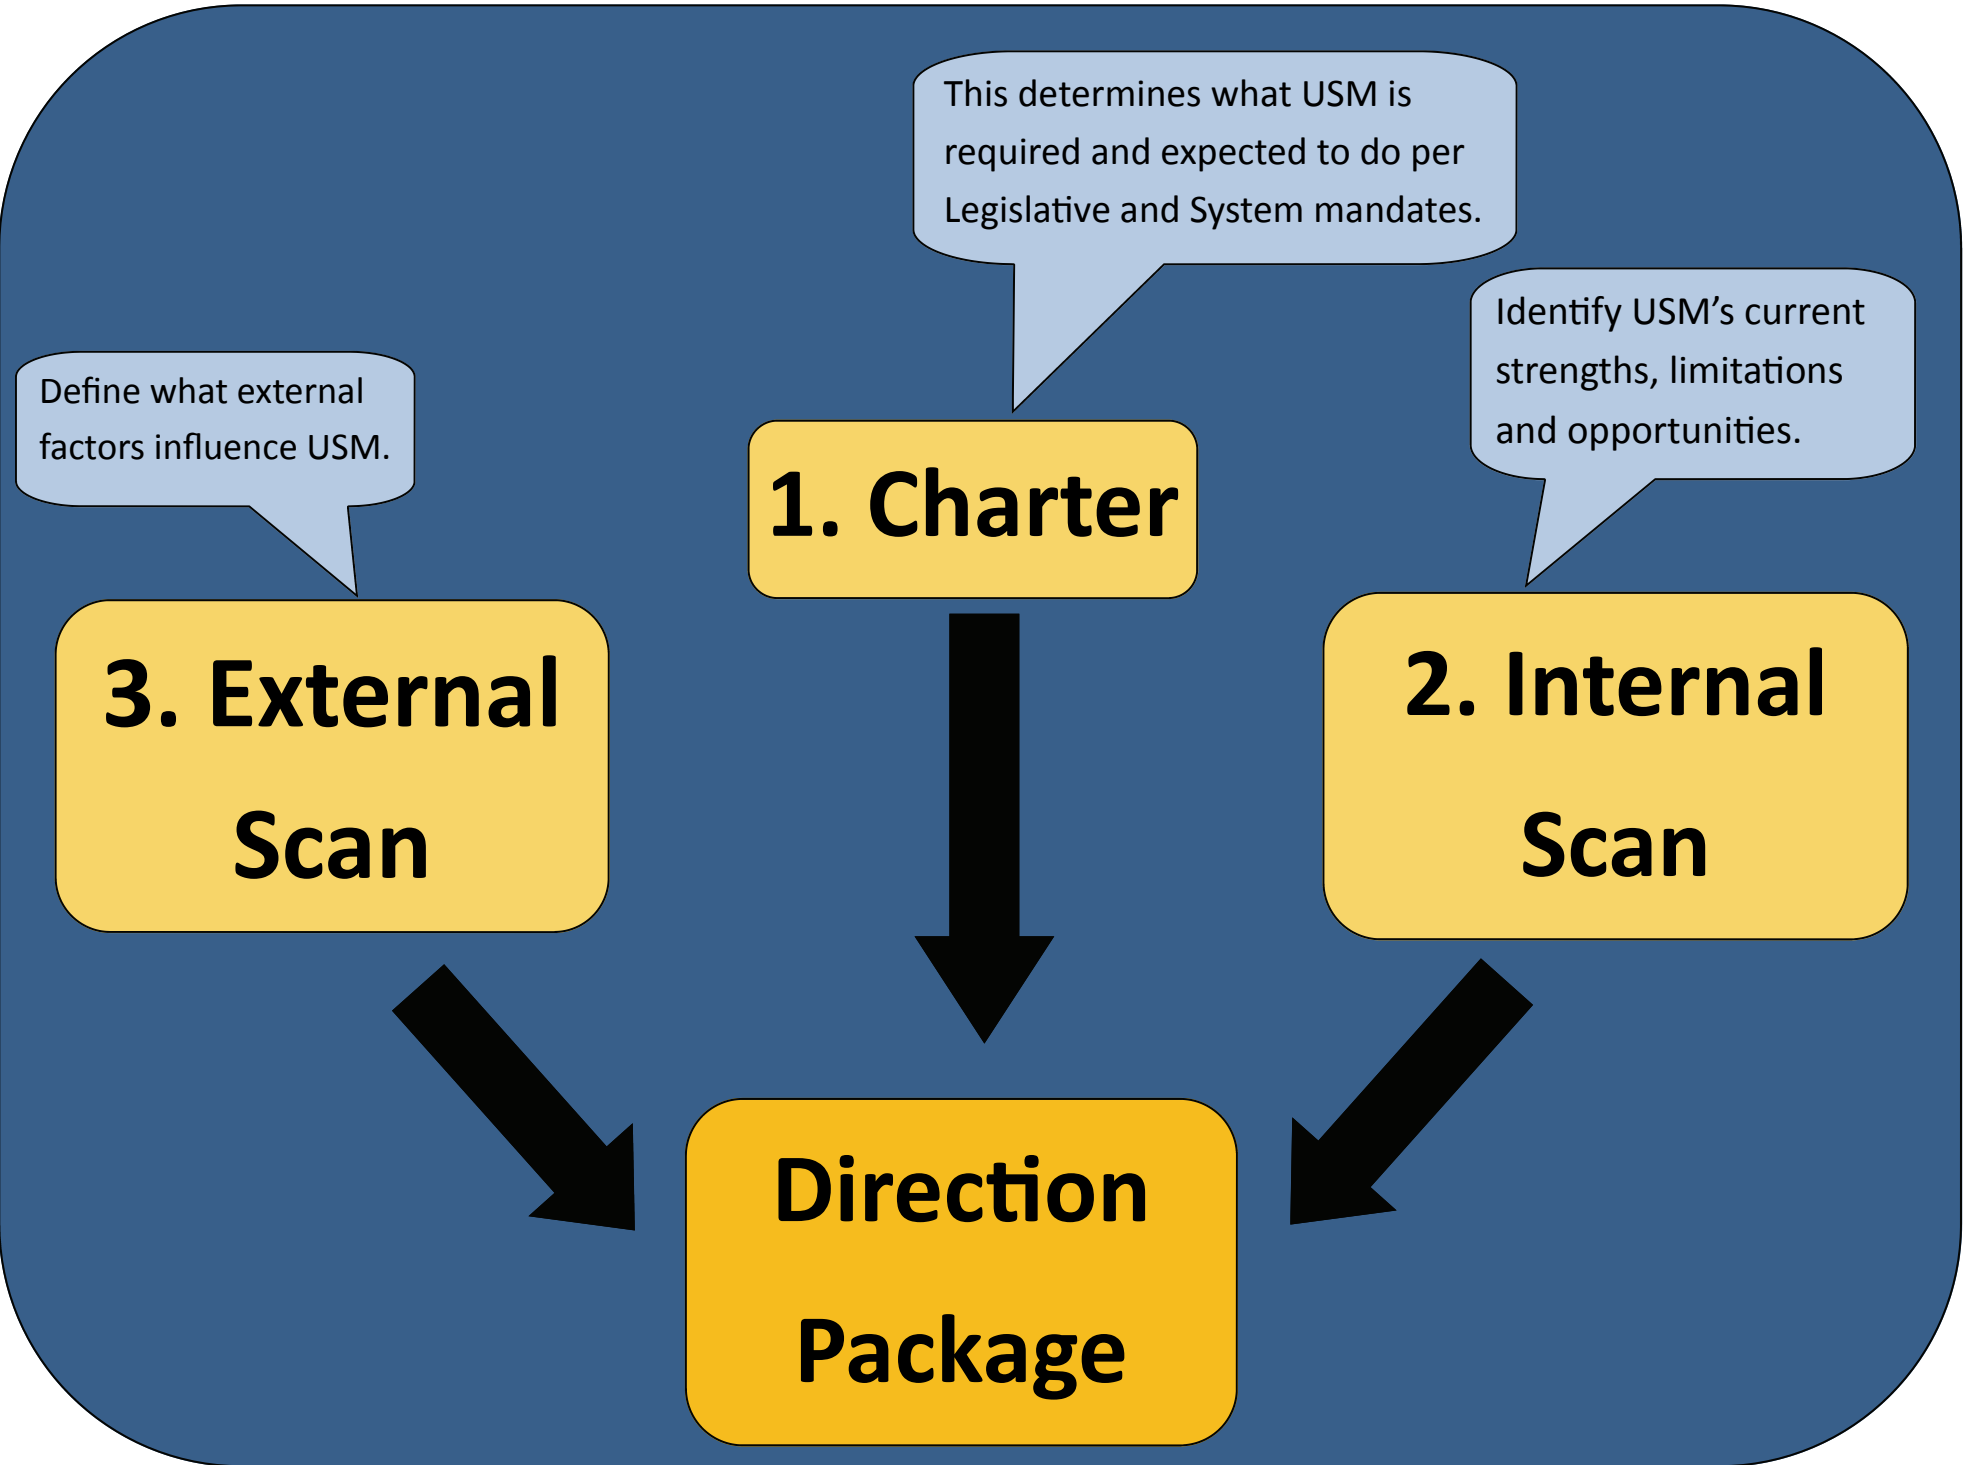 This determines what USM is
required and expected to do per
Legislative and System mandates.
Identify USM’s current
strengths, limitations
and opportunities.
Define what external
factors influence USM.
1. Charter
3. External
Scan
2. Internal
Scan
Direction
Package